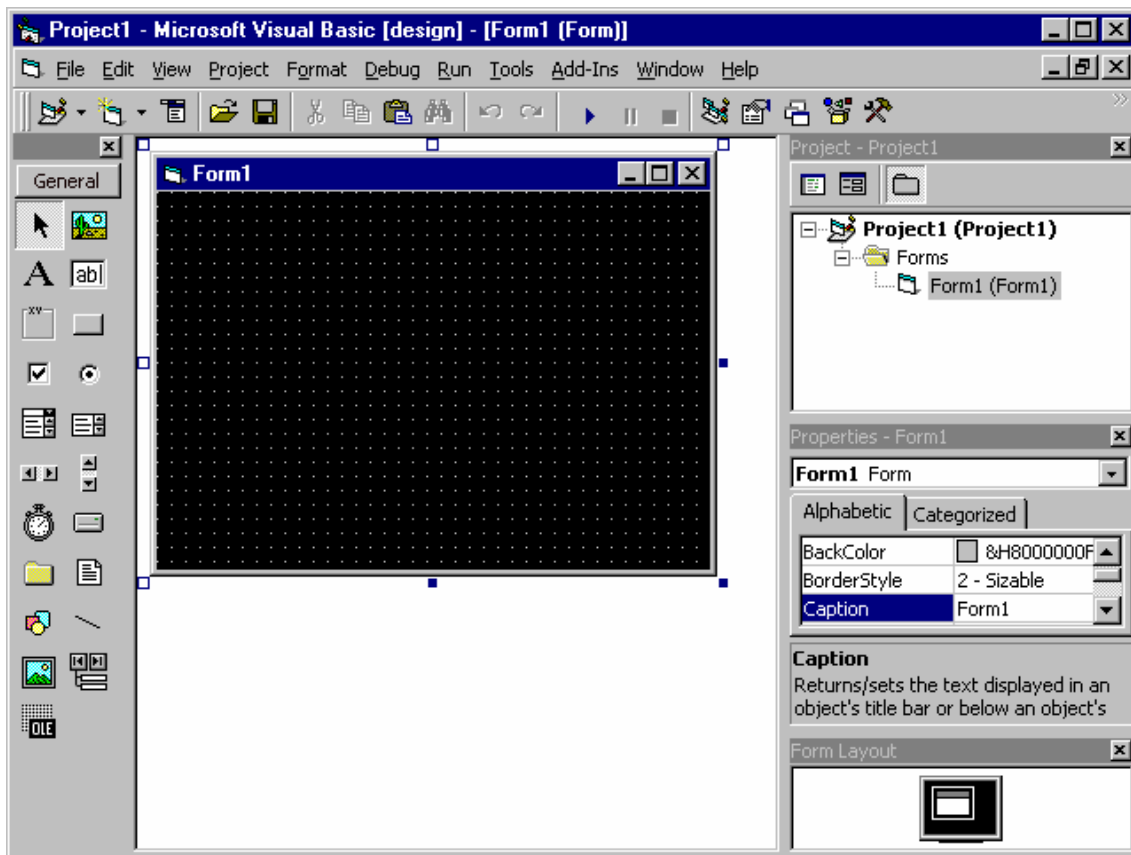 Project1 - Microsoft Visual Basic [design] - [Form1 (Form)]
File Edit View Project Format Debug Run Tools Add-Ins Window Help
General
A
ab
xy
OLE
Form1
Project - Project1
Project1 (Project1)
Forms
Form1 (Form1)
Properties - Form1
Form1 Form
Alphabetic Categorized
BackColor &H8000000F
BorderStyle 2 - Sizable
Caption Form1
Caption
Returns/sets the text displayed in an
object's title bar or below an object's
Form Layout